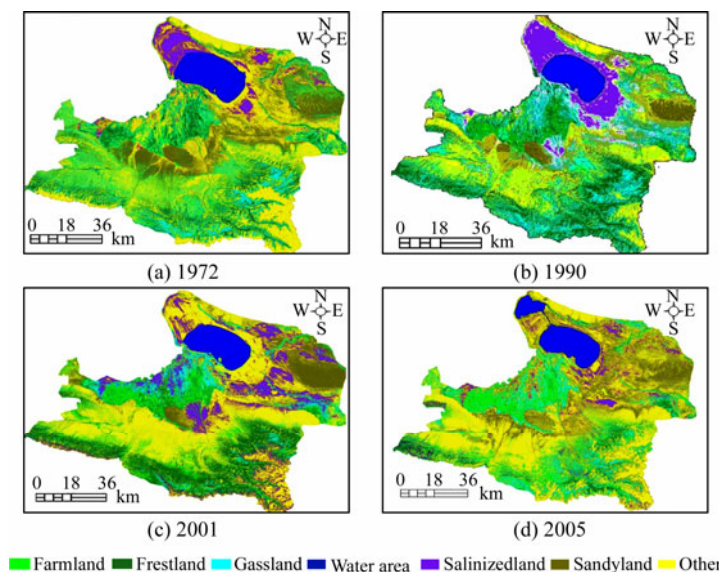 N
W E
S
0 18 36
km
(a) 1972
N
W E
S
0 18 36
km
(b) 1990
N
W E
S
0 18 36
km
(c) 2001
N
W E
S
0 18 36
km
(d) 2005
Farmland Frestland Gassland Water area Salinizedland Sandyland Other